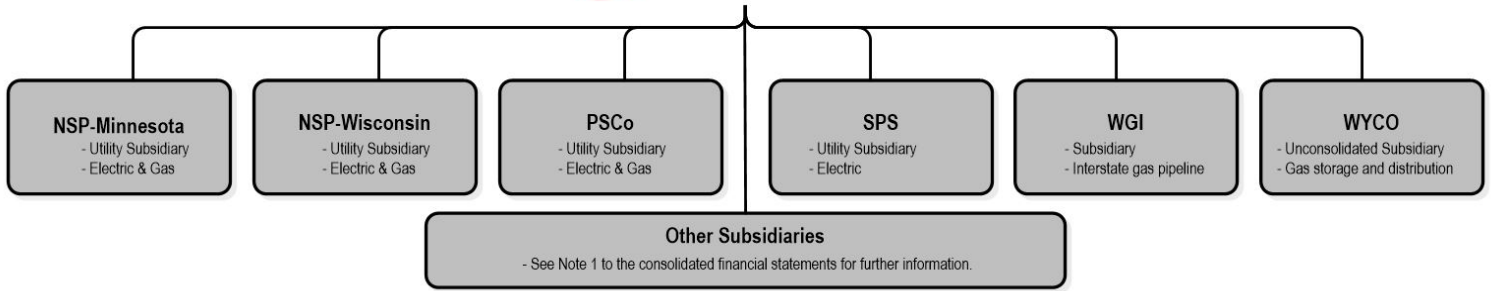 NSP-Minnesota
- Utility Subsidiary
- Electric & Gas
NSP-Wisconsin
- Utility Subsidiary
- Electric & Gas
PSCo
- Utility Subsidiary
- Electric & Gas
SPS
- Utility Subsidiary
- Electric
WGI
- Subsidiary
- Interstate gas pipeline
WYCO
- Unconsolidated Subsidiary
- Gas storage and distribution
Other Subsidiaries
- See Note 1 to the consolidated financial statements for further information.